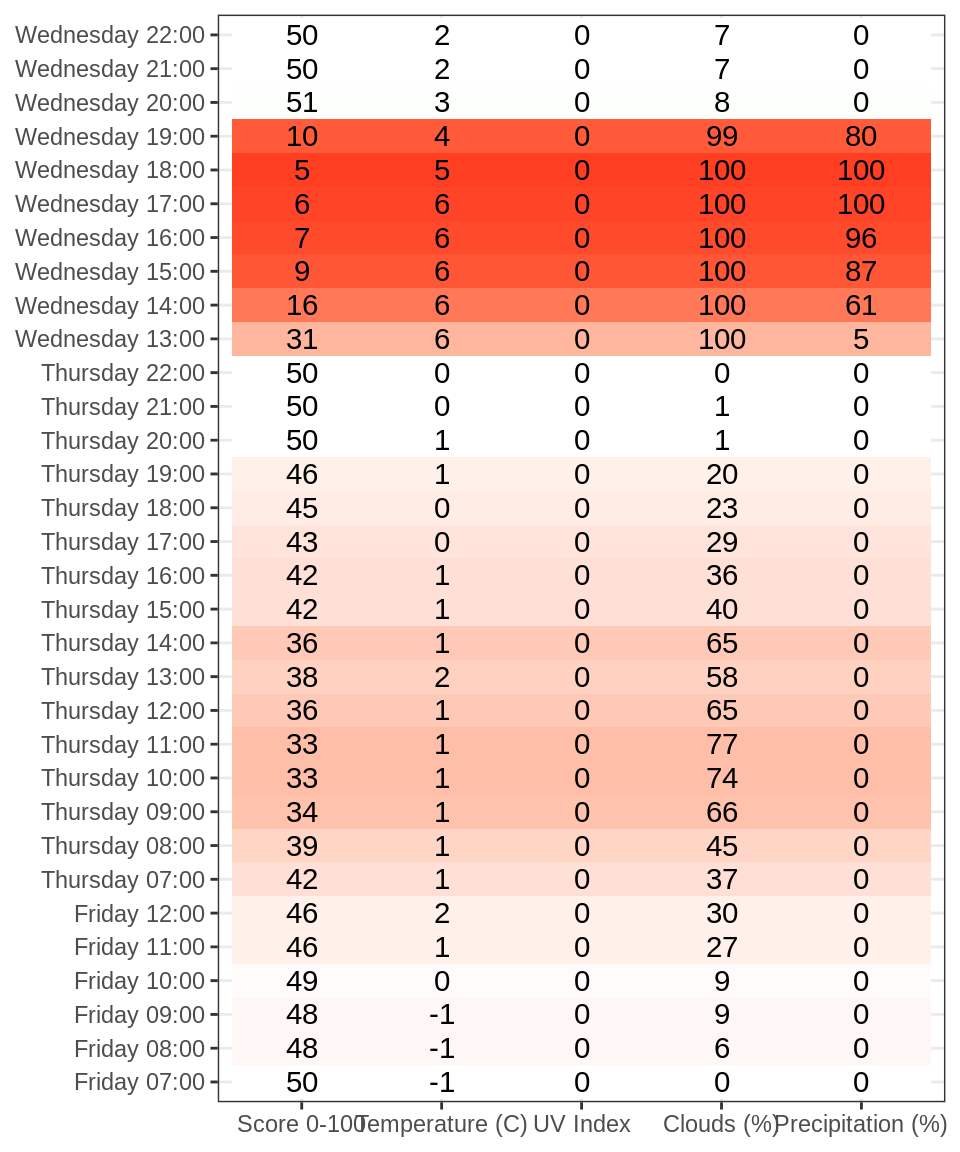 Wednesday 22:00 50 2 0 7 0
Wednesday 21:00 50 2 0 7 0
Wednesday 20:00 51 3 0 8 0
Wednesday 19:00 10 4 0 99 80
Wednesday 18:00 5 5 0 100 100
Wednesday 17:00 6 6 0 100 100
Wednesday 16:00 7 6 0 100 96
Wednesday 15:00 9 6 0 100 87
Wednesday 14:00 16 6 0 100 61
Wednesday 13:00 31 6 0 100 5
Thursday 22:00 50 0 0 0 0
Thursday 21:00 50 0 0 1 0
Thursday 20:00 50 1 0 1 0
Thursday 19:00 46 1 0 20 0
Thursday 18:00 45 0 0 23 0
Thursday 17:00 43 0 0 29 0
Thursday 16:00 42 1 0 36 0
Thursday 15:00 42 1 0 40 0
Thursday 14:00 36 1 0 65 0
Thursday 13:00 38 2 0 58 0
Thursday 12:00 36 1 0 65 0
Thursday 11:00 33 1 0 77 0
Thursday 10:00 33 1 0 74 0
Thursday 09:00 34 1 0 66 0
Thursday 08:00 39 1 0 45 0
Thursday 07:00 42 1 0 37 0
Friday 12:00 46 2 0 30 0
Friday 11:00 46 1 0 27 0
Friday 10:00 49 0 0 9 0
Friday 09:00 48 -1 0 9 0
Friday 08:00 48 -1 0 6 0
Friday 07:00 50 -1 0 0 0
Score 0-100 Temperature (C) UV Index Clouds (%) Precipitation (%)